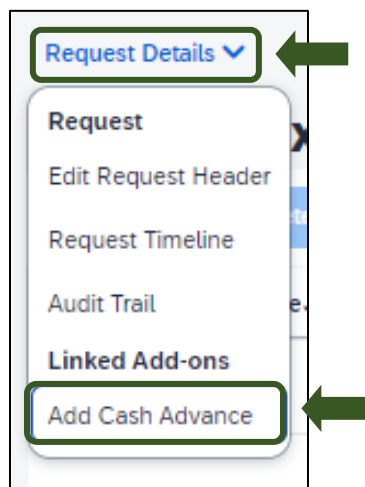 Request Details
Request
Edit Request Header
Request Timeline
Audit Trail
Linked Add-ons
Add Cash Advance